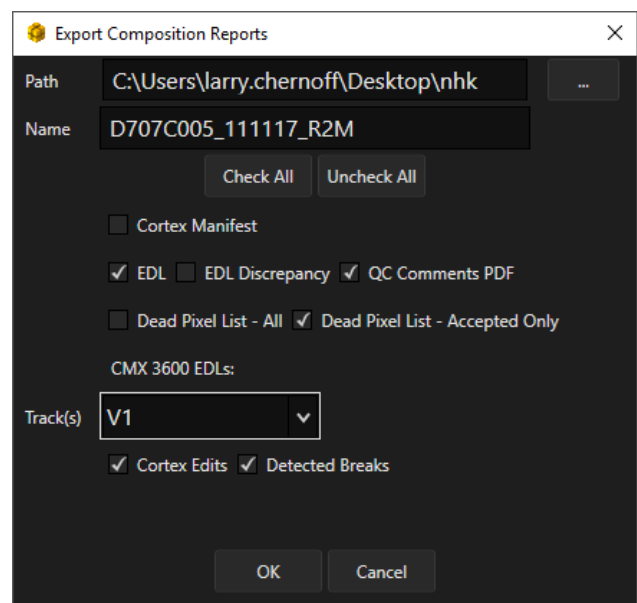 Export Composition Reports
Path C:\Users\larry.chernoff\Desktop\nhk ...
Name D707C005_111117_R2M
Check All Uncheck All
Cortex Manifest
EDL EDL Discrepancy QC Comments PDF
Dead Pixel List - All Dead Pixel List - Accepted Only
CMX 3600 EDLs:
Track(s) V1
Cortex Edits Detected Breaks
OK Cancel